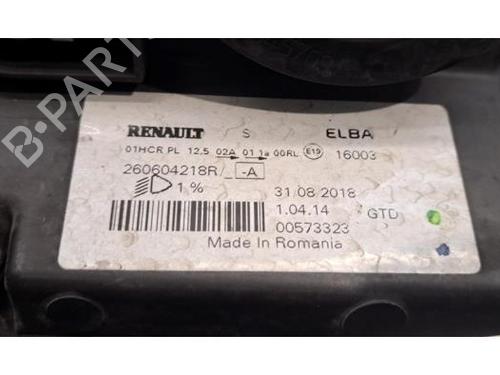 RENAULT S ELBA
01HCR PL 12.5 02A 01 1a 00RL E19 16003
260604218R/ -A
1% 31.08.2018
1.04.14 GTD
00573323
Made In Romania
B-PARTS